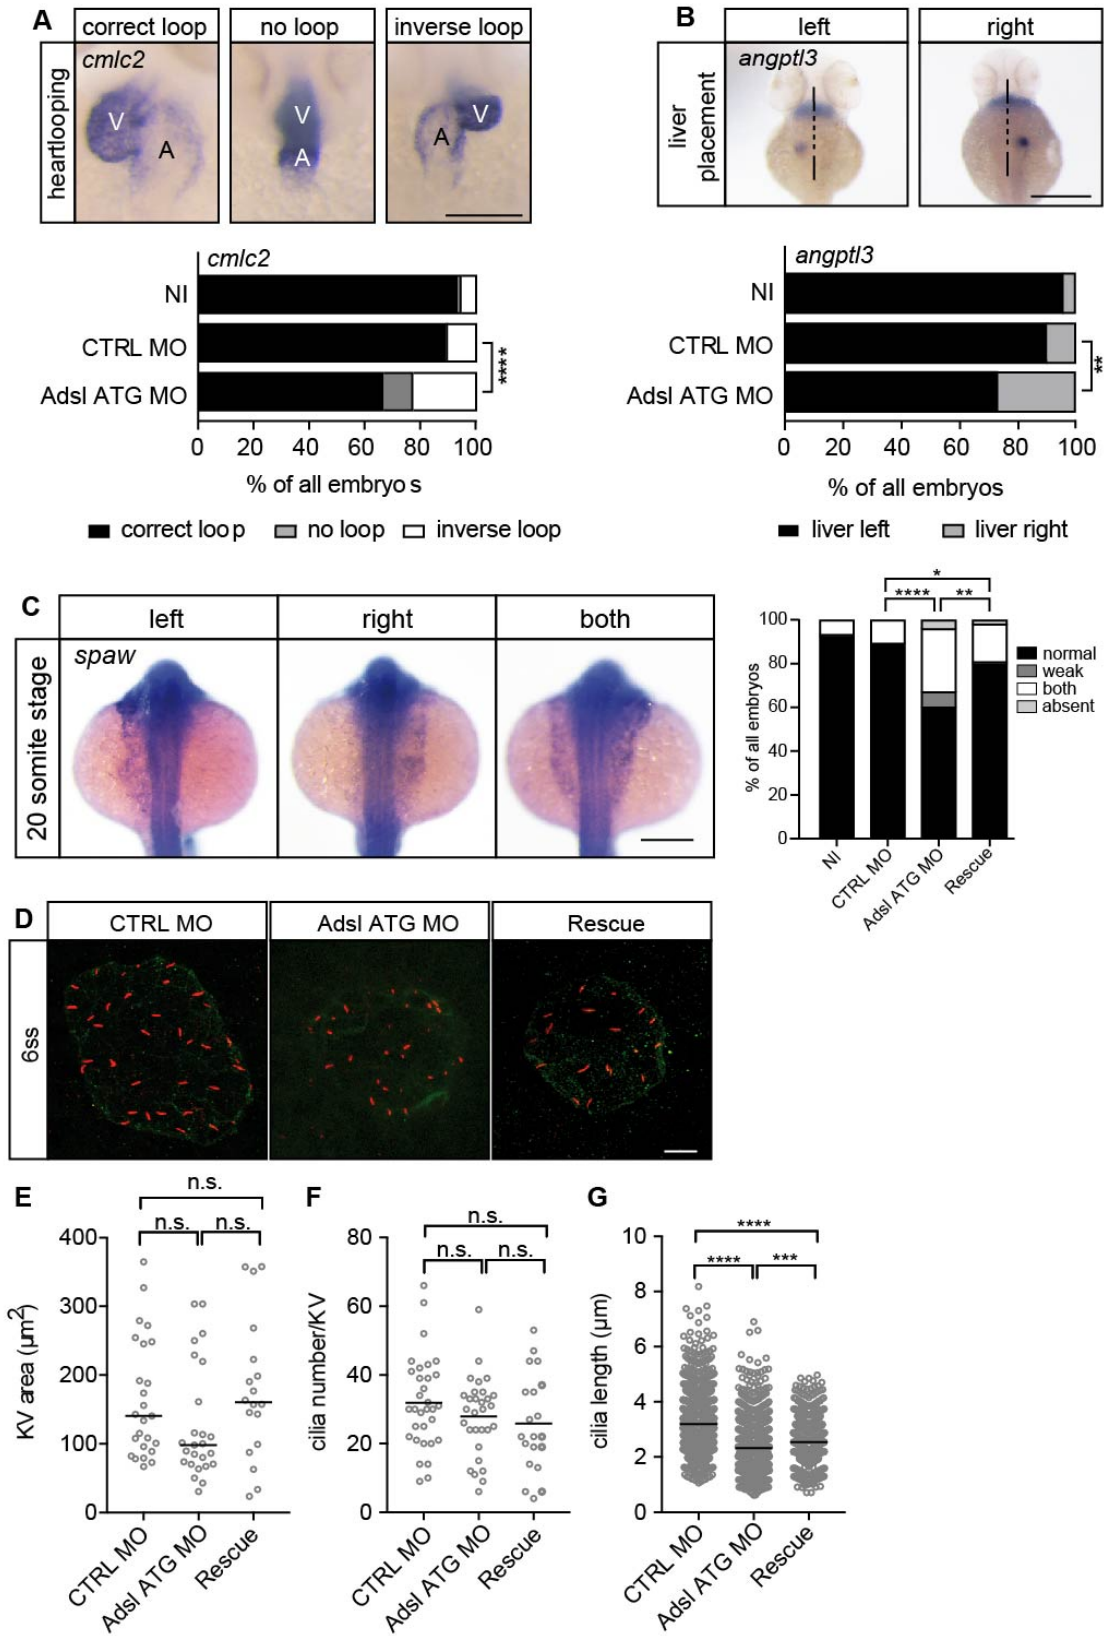 A
correct loop
no loop
inverse loop
heartlooping
cmlc2
V
A
V
A
V
A
cmlc2
NI
CTRL MO
Adsl ATG MO
****
0 20 40 60 80 100
% of all embryos
correct loop no loop inverse loop
B
left
right
liver
placement
angptl3
angptl3
NI
CTRL MO
Adsl ATG MO
**
0 20 40 60 80 100
% of all embryos
liver left liver right
C
left
right
both
20 somite stage
spaw
*
**** **
100
80
60
40
20
0
% of all embryos
NI
CTRL MO
Adsl ATG MO
Rescue
normal
weak
both
absent
D
CTRL MO
Adsl ATG MO
Rescue
6ss
E
n.s.
n.s. n.s.
400
300
200
100
0
KV area (µm2)
CTRL MO
Adsl ATG MO
Rescue
F
n.s.
n.s. n.s.
80
60
40
20
0
cilia number/KV
CTRL MO
Adsl ATG MO
Rescue
G
****
**** ***
10
8
6
4
2
0
cilia length (µm)
CTRL MO
Adsl ATG MO
Rescue